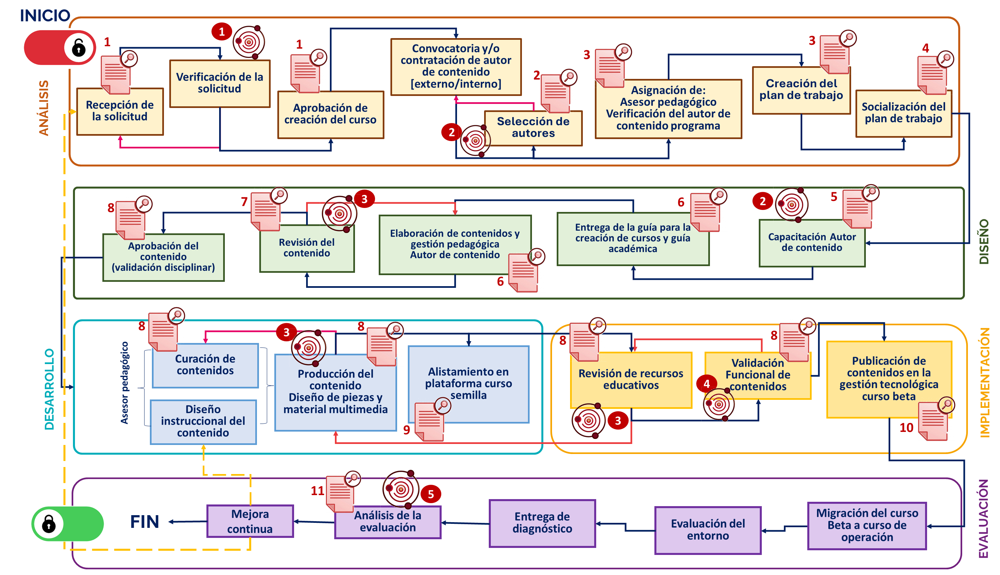 INICIO
ANÁLISIS
1
Recepción de
la solicitud
1
Verificación de la
solicitud
1
Aprobación de
creación del curso
Convocatoria y/o
contratación de autor
de contenido
[externo/interno]
2
2
Selección de
autores
3
Asignación de:
Asesor pedagógico
Verificación del autor de
contenido programa
3
Creación del
plan de trabajo
4
Socialización del
plan de trabajo
DISEÑO
8
Aprobación del
contenido
(validación disciplinar)
7
3
Revisión del
contenido
Elaboración de contenidos y
gestión pedagógica
Autor de contenido
6
6
Entrega de la guía para la
creación de cursos y guía
académica
2
5
Capacitación Autor
de contenido
DESARROLLO
Asesor pedagógico
8
Curación de
contenidos
Diseño
instruccional del
contenido
3
8
Producción del
contenido
Diseño de piezas y
material multimedia
Alistamiento en
plataforma curso
semilla
9
IMPLEMENTACIÓN
8
Revisión de recursos
educativos
3
8
Validación
Funcional de
contenidos
4
Publicación de
contenidos en la
gestión tecnológica
curso beta
10
EVALUACIÓN
FIN
Mejora
continua
11
5
Análisis de la
evaluación
Entrega de
diagnóstico
Evaluación del
entorno
Migración del curso
Beta a curso de
operación